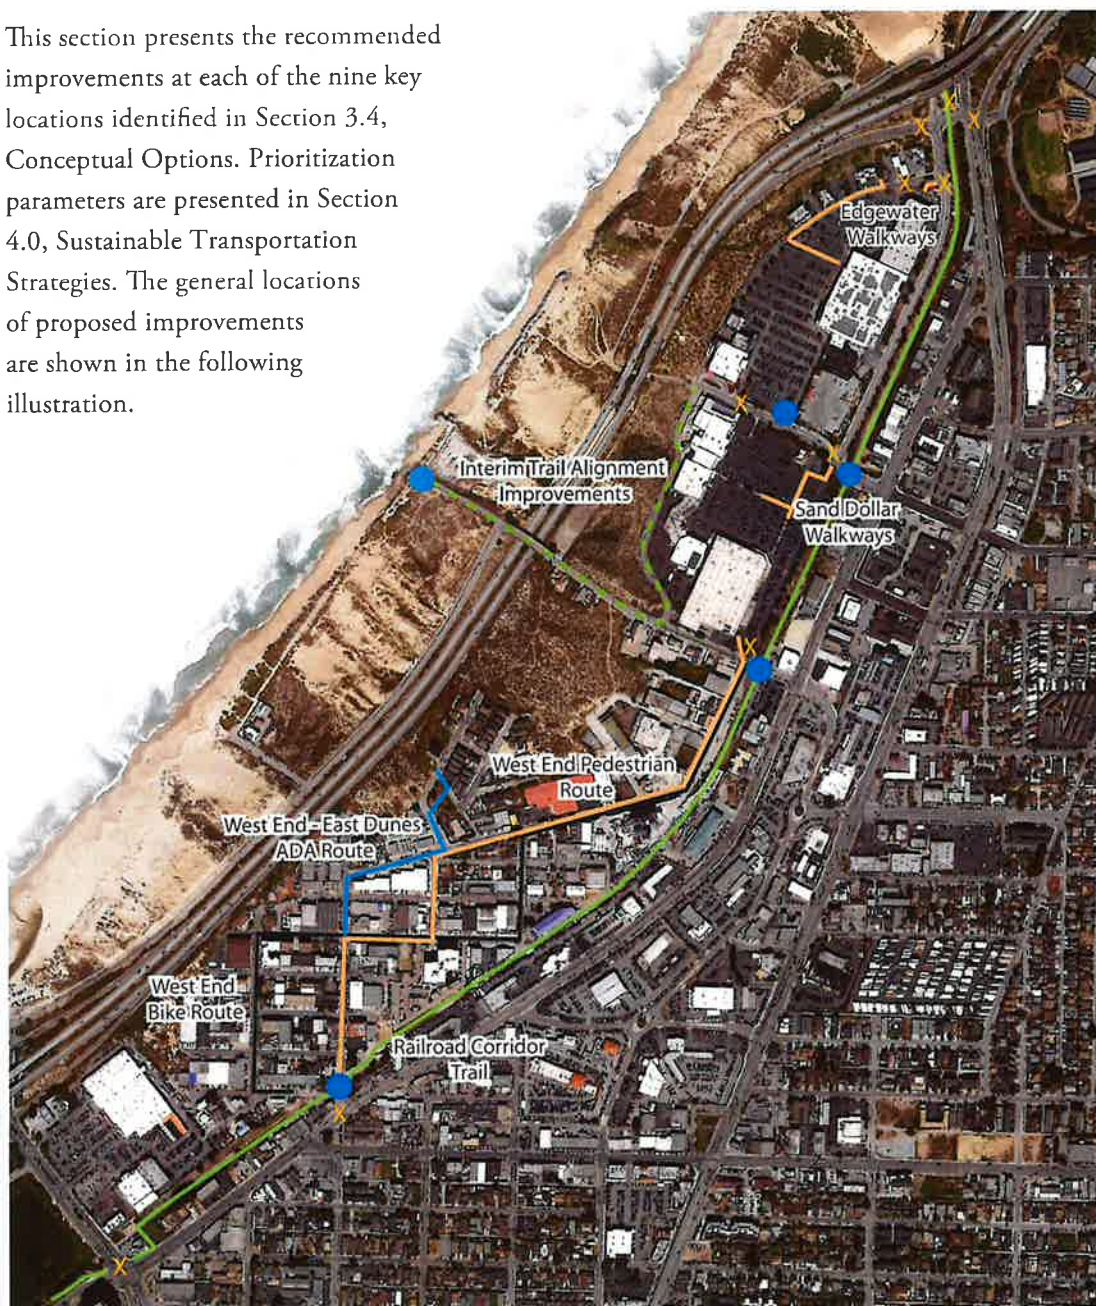 This section presents the recommended
improvements at each of the nine key
locations identified in Section 3.4,
Conceptual Options. Prioritization
parameters are presented in Section
4.0, Sustainable Transportation
Strategies. The general locations
of proposed improvements
are shown in the following
illustration.
Edgewater
Walkways
Interim Trail Alignment
Improvements
Sand Dollar
Walkways
West End Pedestrian
Route
West End - East Dunes
ADA Route
West End
Bike Route
Railroad Corridor
Trail